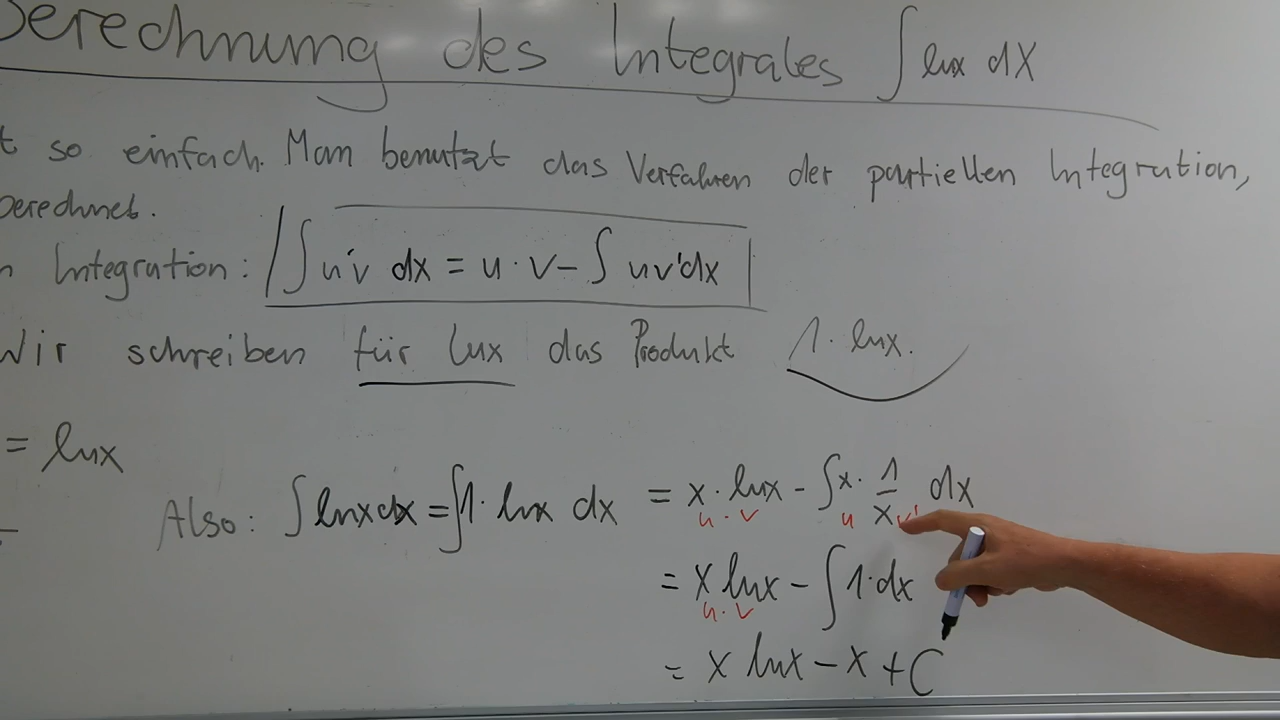 Berechnung des Integrales ∫ lnx dx
t so einfach. Man benutzt das Verfahren der partiellen Integration,
berechnet.
n Integration: ∫ u'v dx = u · v - ∫ uv'dx
Wir schreiben für lnx das Produkt 1 · lnx.
= lnx
Also: ∫ lnx dx = ∫ 1 · lnx dx = x · lnx - ∫ x · 1/x dx
u · v u v'
= x lnx - ∫ 1 · dx
u · v
= x lnx - x + C